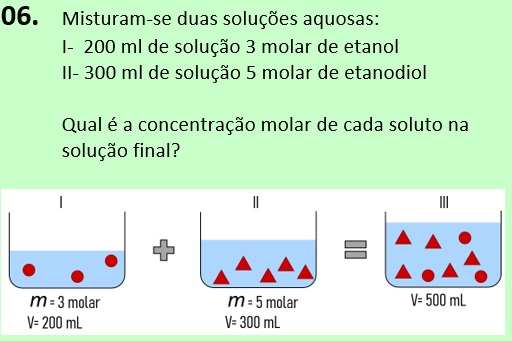 06. Misturam-se duas soluções aquosas:
I- 200 ml de solução 3 molar de etanol
II- 300 ml de solução 5 molar de etanodiol
Qual é a concentração molar de cada soluto na
solução final?
I II III
m = 3 molar m = 5 molar V= 500 mL
V= 200 mL V= 300 mL